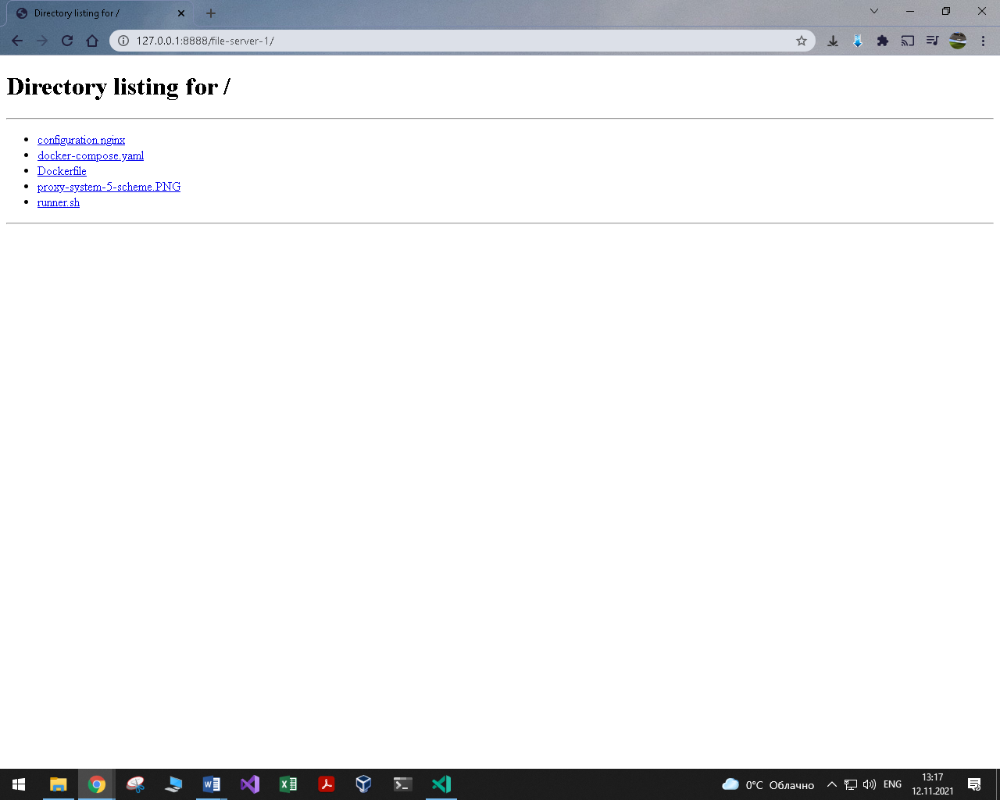 Directory listing for /
127.0.0.1:8888/file-server-1/
Directory listing for /
configuration.nginx
docker-compose.yaml
Dockerfile
proxy-system-5-scheme.PNG
runner.sh
0°C Облачно
ENG
13:17
12.11.2021